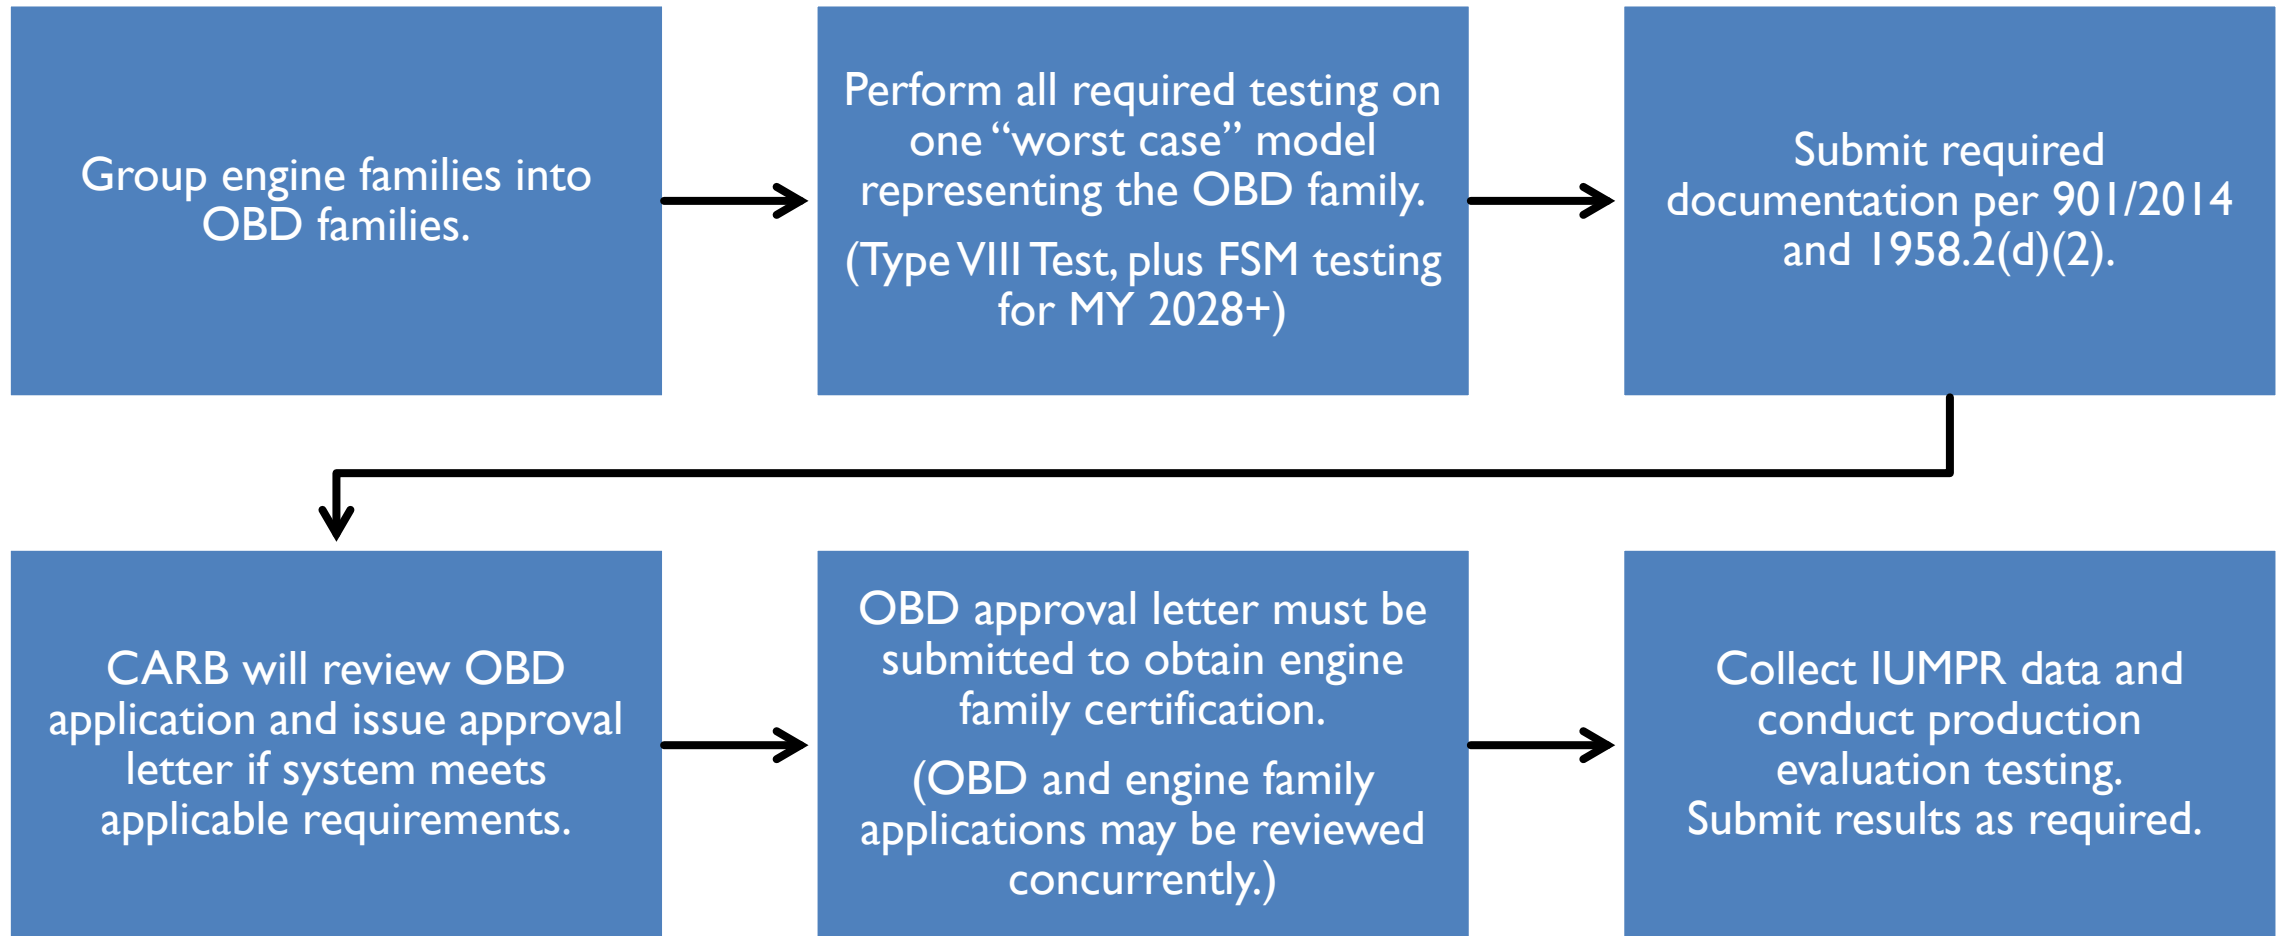 Group engine families into
OBD families.
Perform all required testing on
one “worst case” model
representing the OBD family.
(Type VIII Test, plus FSM testing
for MY 2028+)
Submit required
documentation per 901/2014
and 1958.2(d)(2).
CARB will review OBD
application and issue approval
letter if system meets
applicable requirements.
OBD approval letter must be
submitted to obtain engine
family certification.
(OBD and engine family
applications may be reviewed
concurrently.)
Collect IUMPR data and
conduct production
evaluation testing.
Submit results as required.